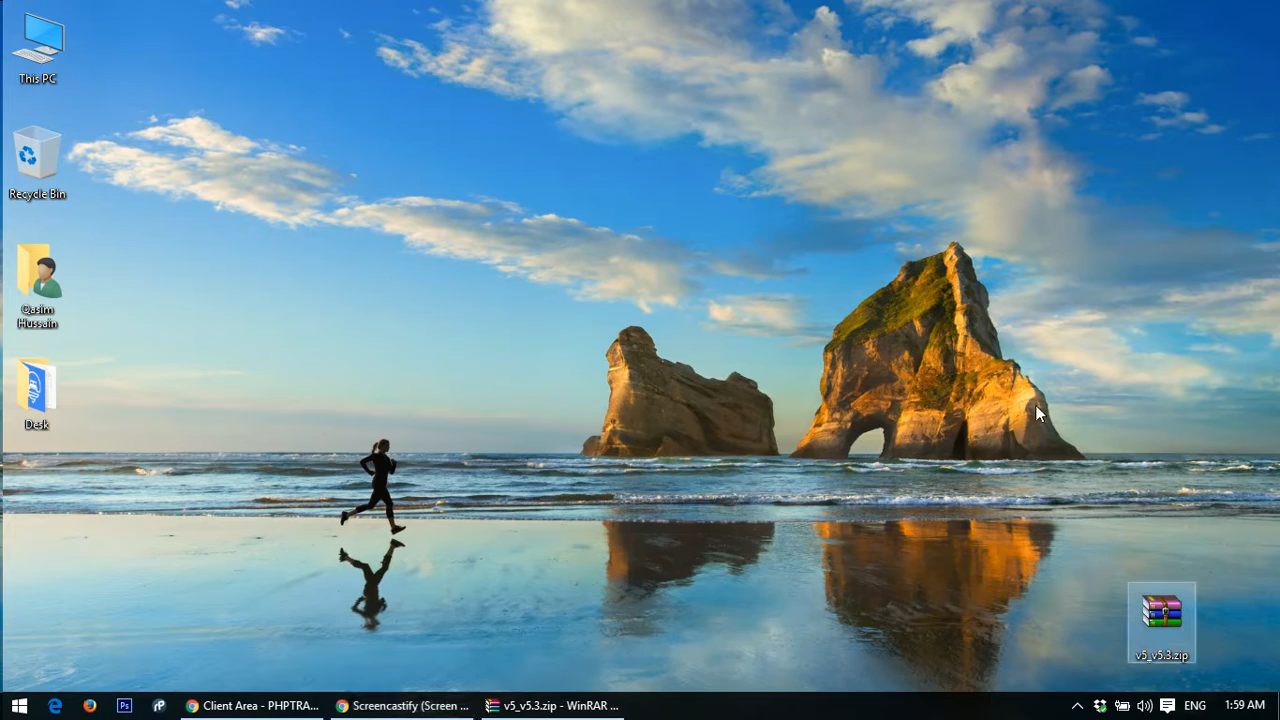 This PC
Recycle Bin
Qasim
Hussain
Desk
v5_v5.3.zip
Ps
Client Area - PHPTRA...
Screencastify (Screen ...
v5_v5.3.zip - WinRAR ...
ENG
1:59 AM